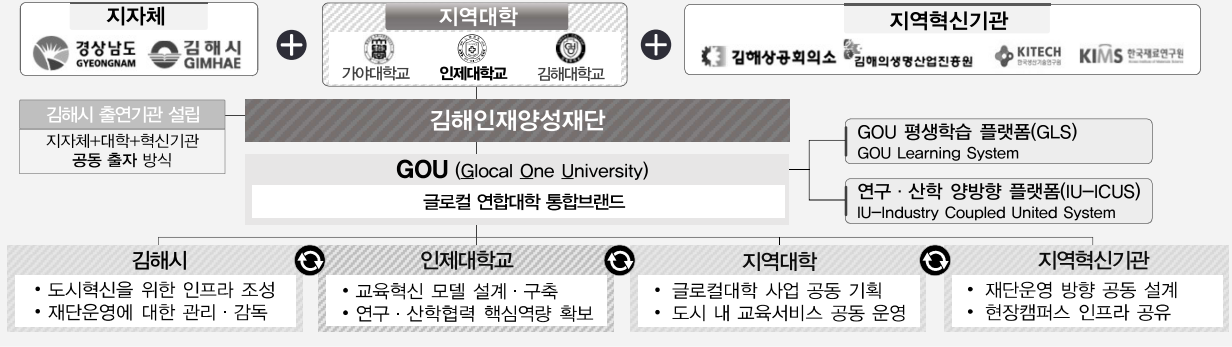 지자체
경상남도
GYEONGNAM
김해시
GIMHAE
지역대학
가야대학교
인제대학교
김해대학교
지역혁신기관
김해상공회의소
김해의생명산업진흥원
KITECH
한국생산기술연구원
KIMS 한국재료연구원
김해시 출연기관 설립
지자체+대학+혁신기관
공동 출자 방식
김해인재양성재단
GOU (Glocal One University)
글로컬 연합대학 통합브랜드
GOU 평생학습 플랫폼(GLS)
GOU Learning System
연구 · 산학 양방향 플랫폼(IU-ICUS)
IU-Industry Coupled United System
김해시
• 도시혁신을 위한 인프라 조성
• 재단운영에 대한 관리 · 감독
인제대학교
• 교육혁신 모델 설계 · 구축
• 연구 · 산학협력 핵심역량 확보
지역대학
• 글로컬대학 사업 공동 기획
• 도시 내 교육서비스 공동 운영
지역혁신기관
• 재단운영 방향 공동 설계
• 현장캠퍼스 인프라 공유